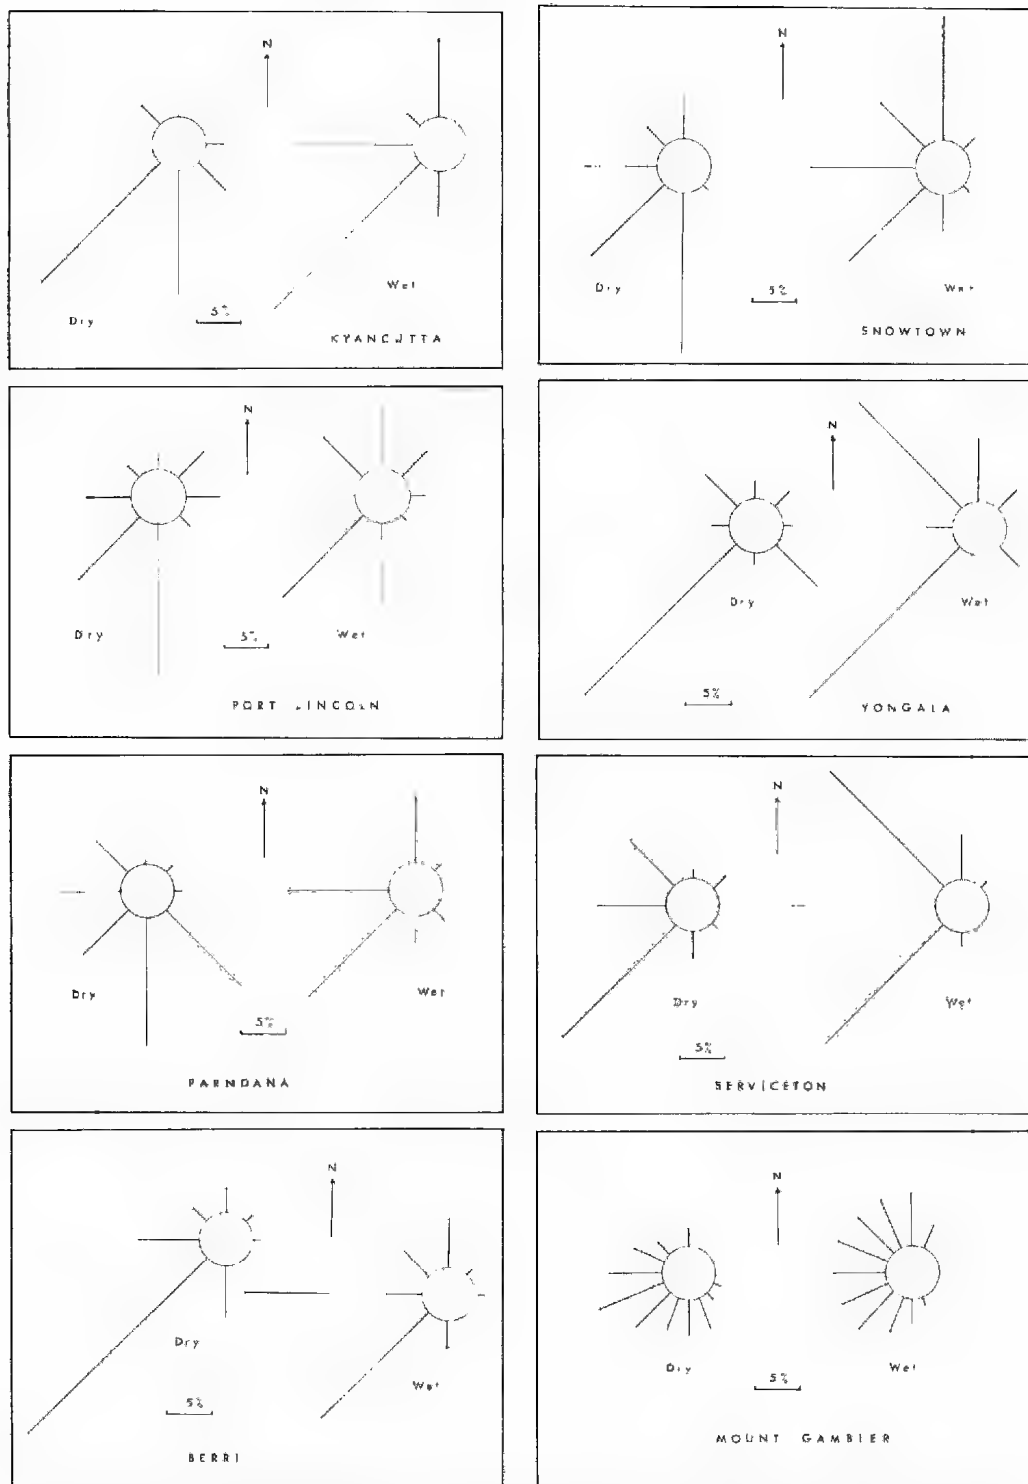 N
Dry
Wet
5%
KYANCUTTA
N
Dry
Wet
5%
SNOWTOWN
N
Dry
Wet
5%
PORT LINCOLN
N
Dry
Wet
5%
YONGALA
N
Dry
Wet
5%
PARNDANA
N
Dry
Wet
5%
SERVICETON
N
Dry
Wet
5%
BERRI
N
Dry
Wet
5%
MOUNT GAMBIER